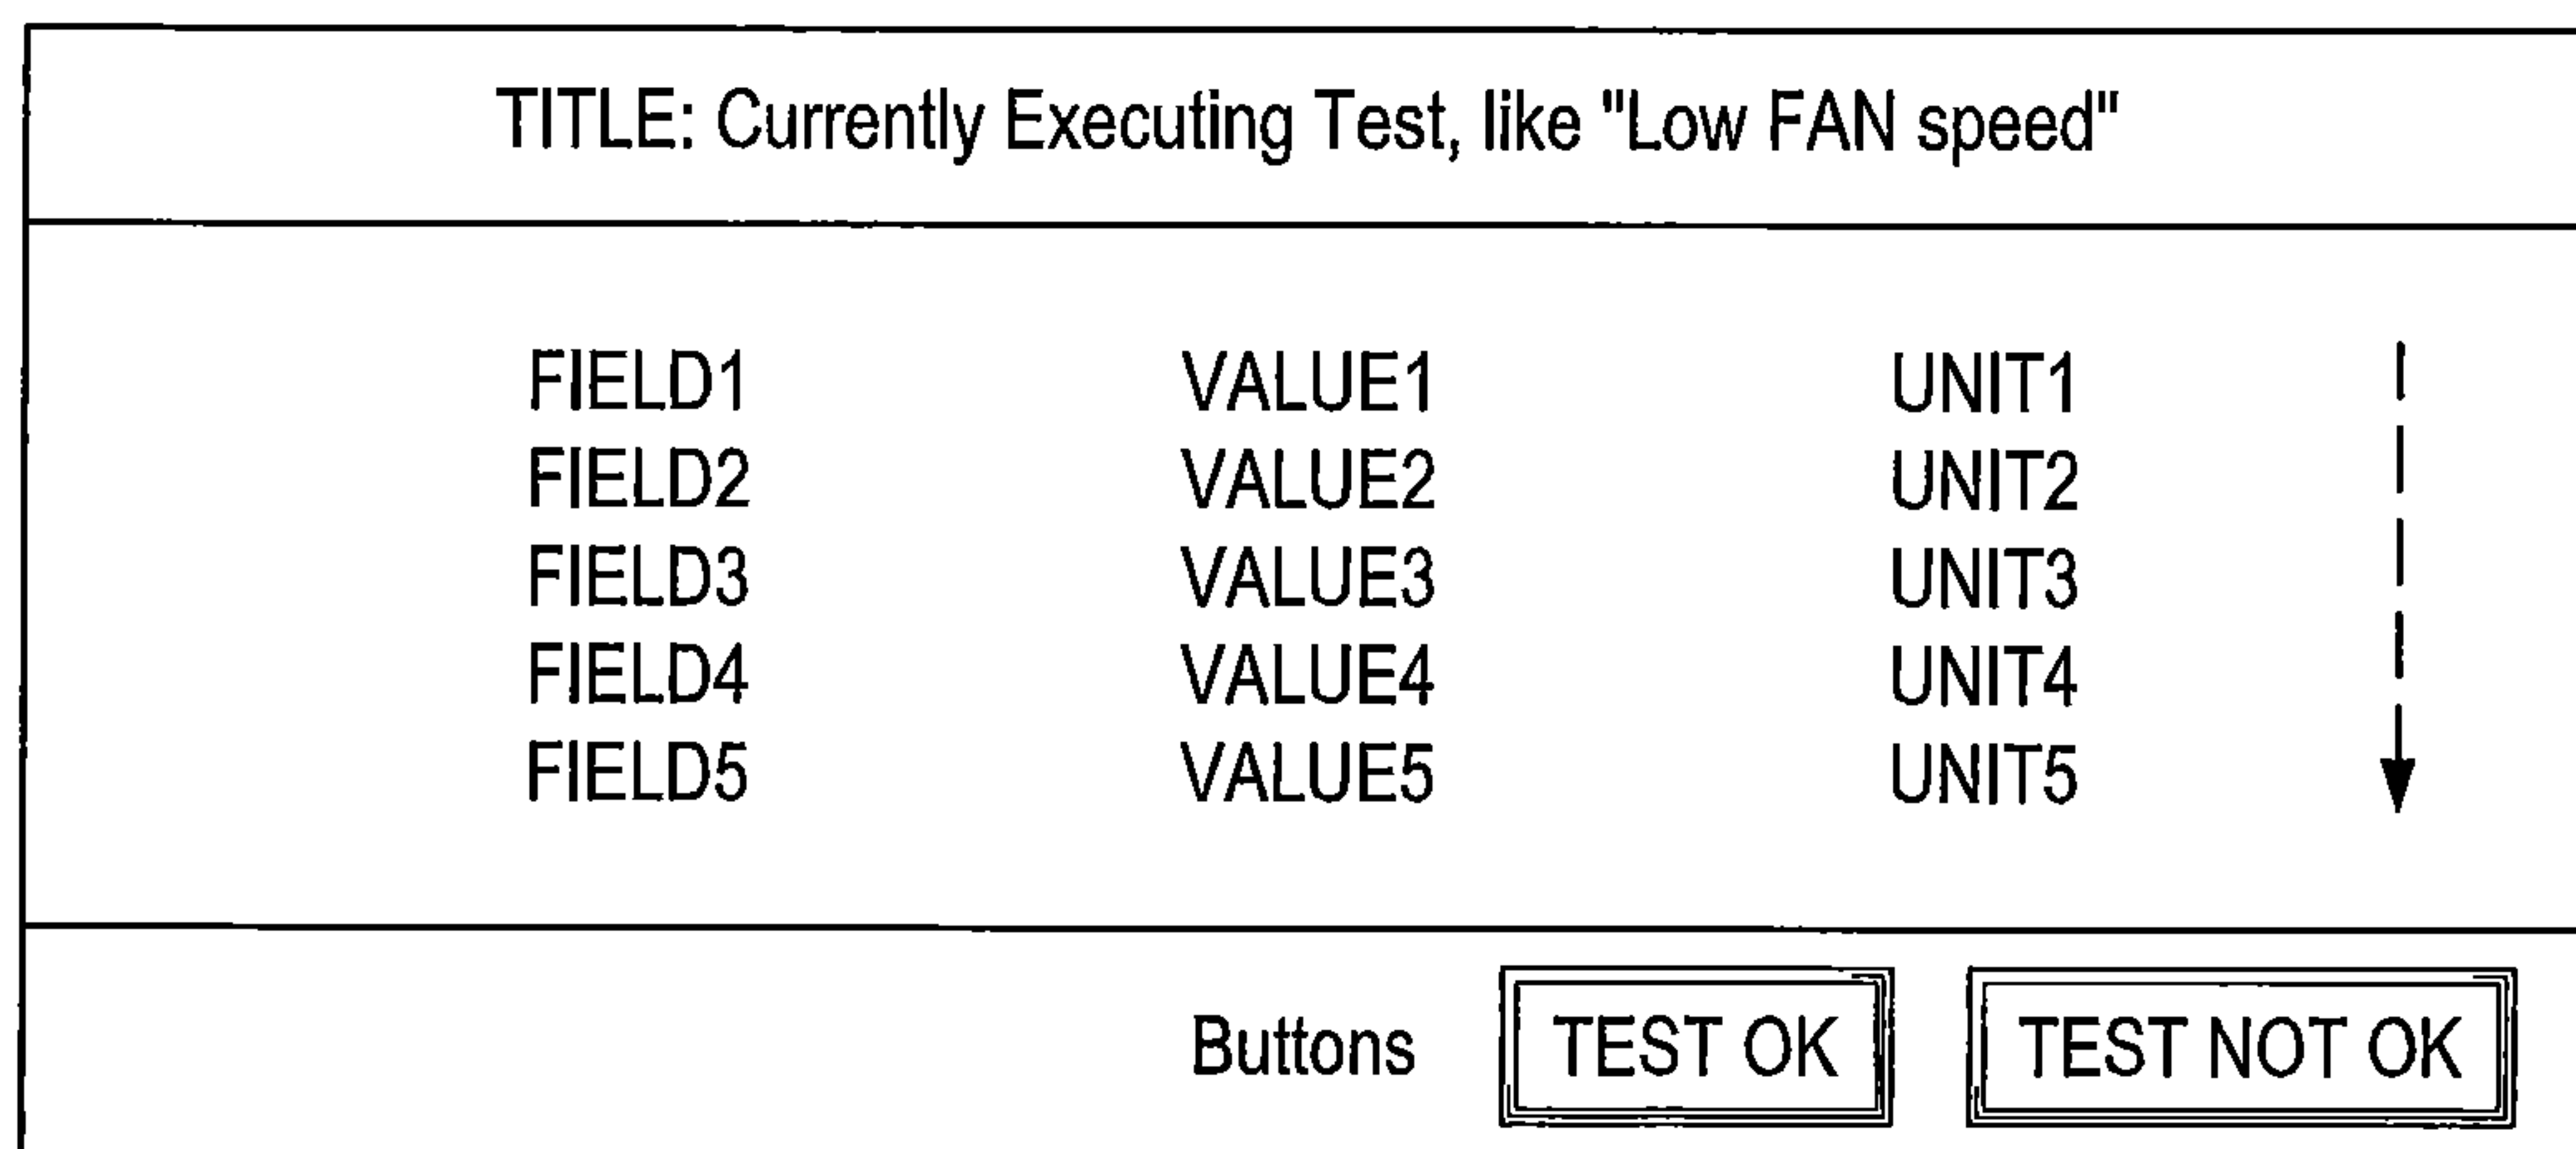 TITLE: Currently Executing Test, like "Low FAN speed"
FIELD1 VALUE1 UNIT1
FIELD2 VALUE2 UNIT2
FIELD3 VALUE3 UNIT3
FIELD4 VALUE4 UNIT4
FIELD5 VALUE5 UNIT5
Buttons TEST OK TEST NOT OK